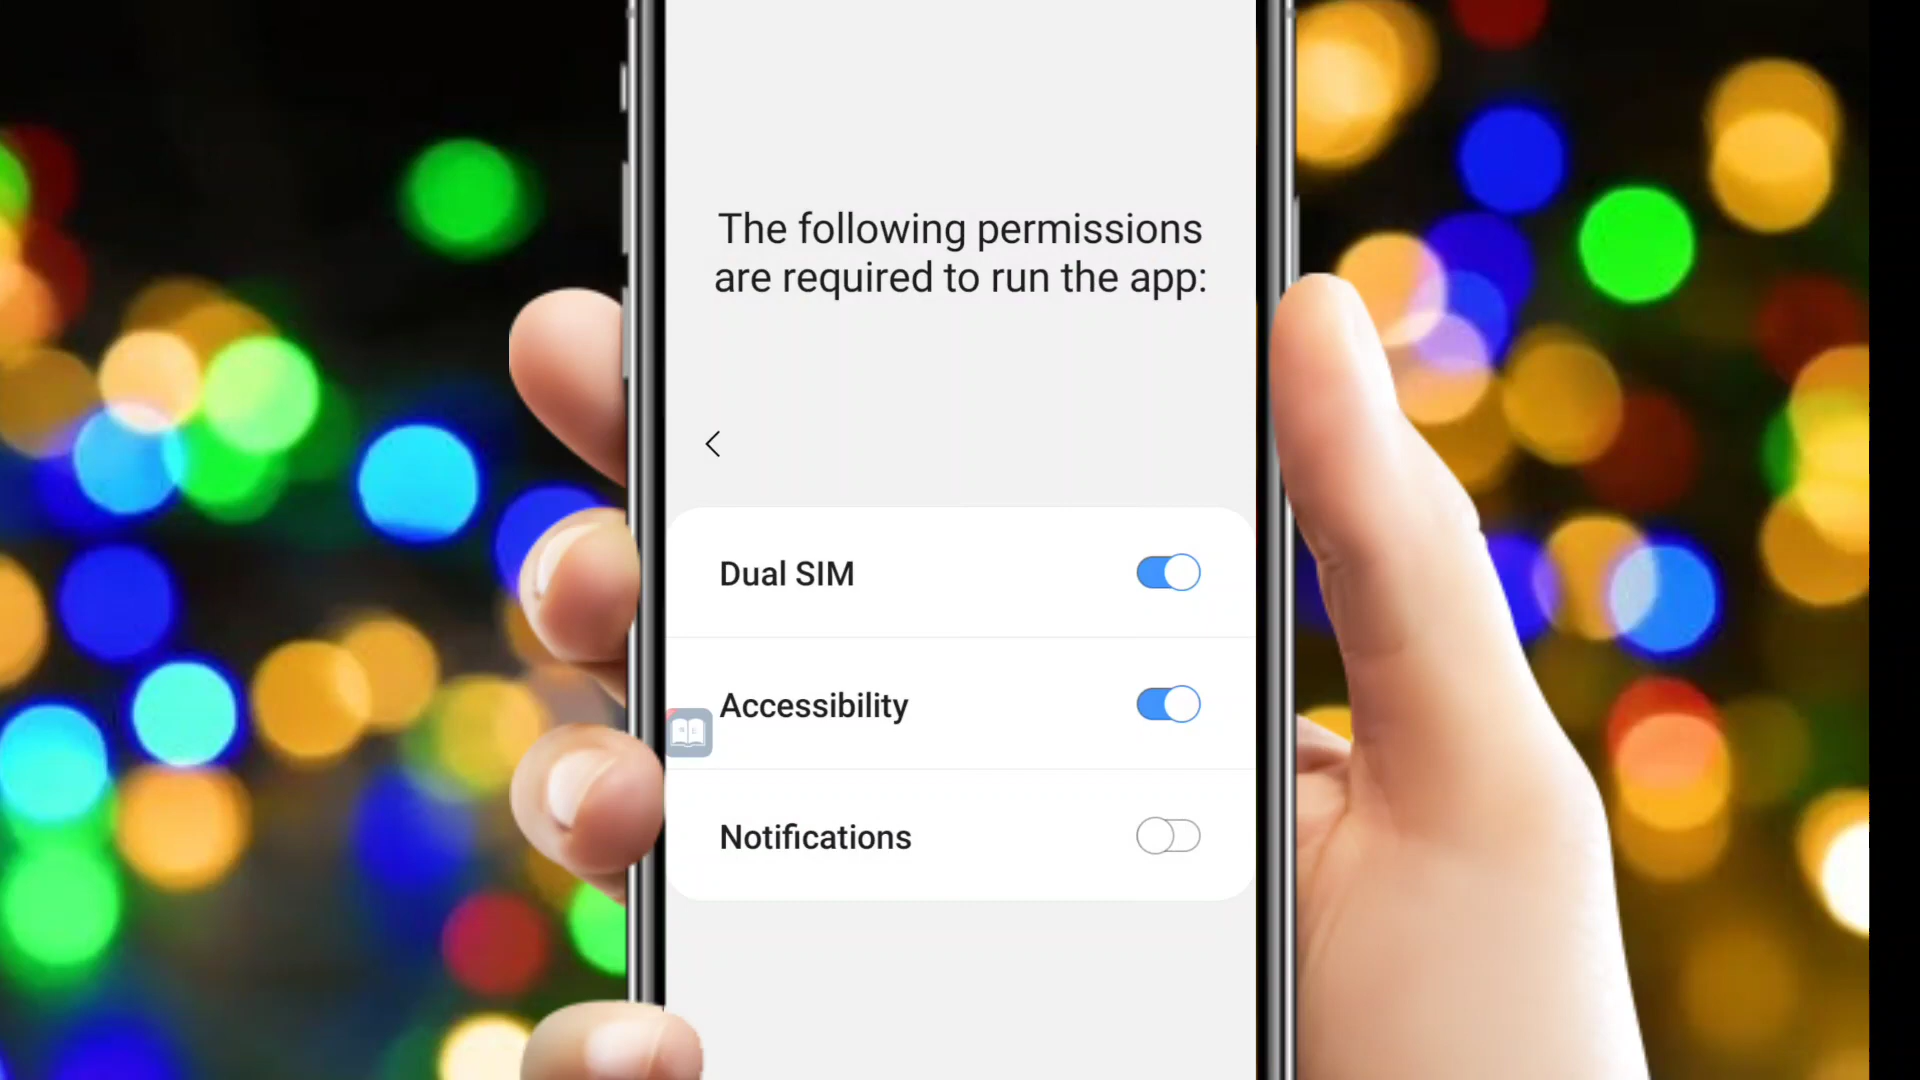 The following permissions
are required to run the app:
Dual SIM
Accessibility
Notifications